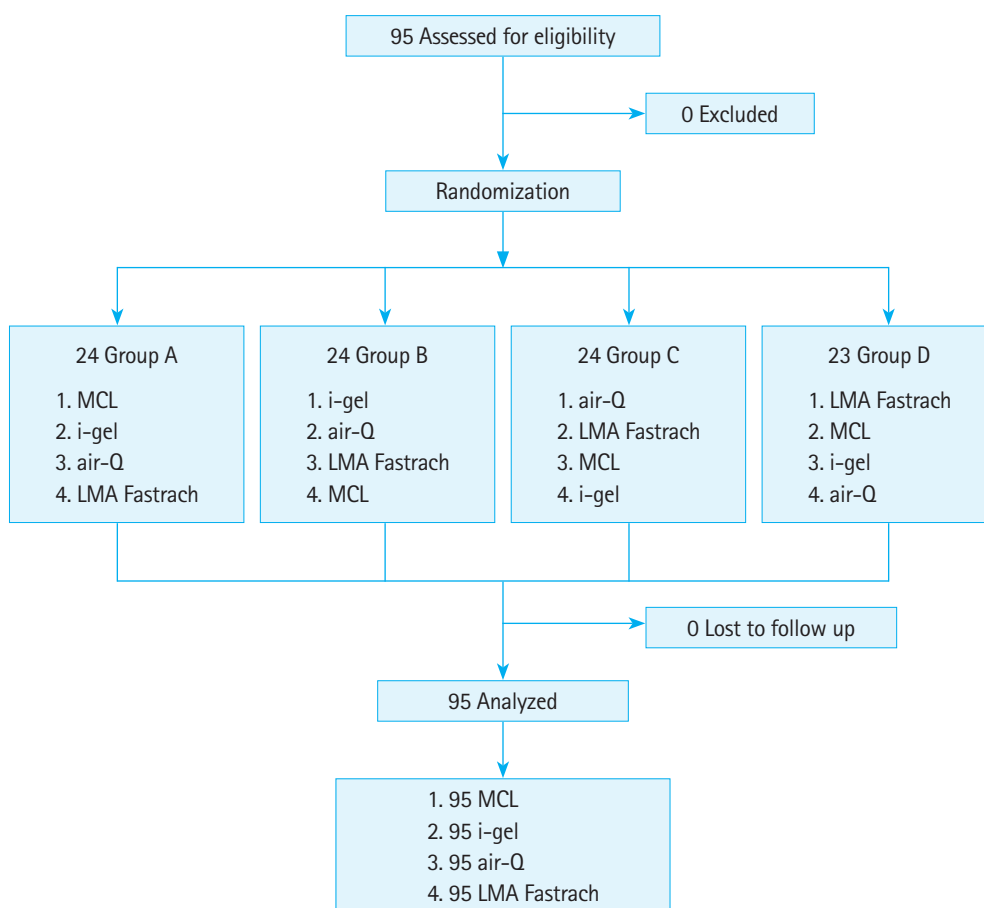 95 Assessed for eligibility
0 Excluded
Randomization
24 Group A
1. MCL
2. i-gel
3. air-Q
4. LMA Fastrach
24 Group B
1. i-gel
2. air-Q
3. LMA Fastrach
4. MCL
24 Group C
1. air-Q
2. LMA Fastrach
3. MCL
4. i-gel
23 Group D
1. LMA Fastrach
2. MCL
3. i-gel
4. air-Q
0 Lost to follow up
95 Analyzed
1. 95 MCL
2. 95 i-gel
3. 95 air-Q
4. 95 LMA Fastrach